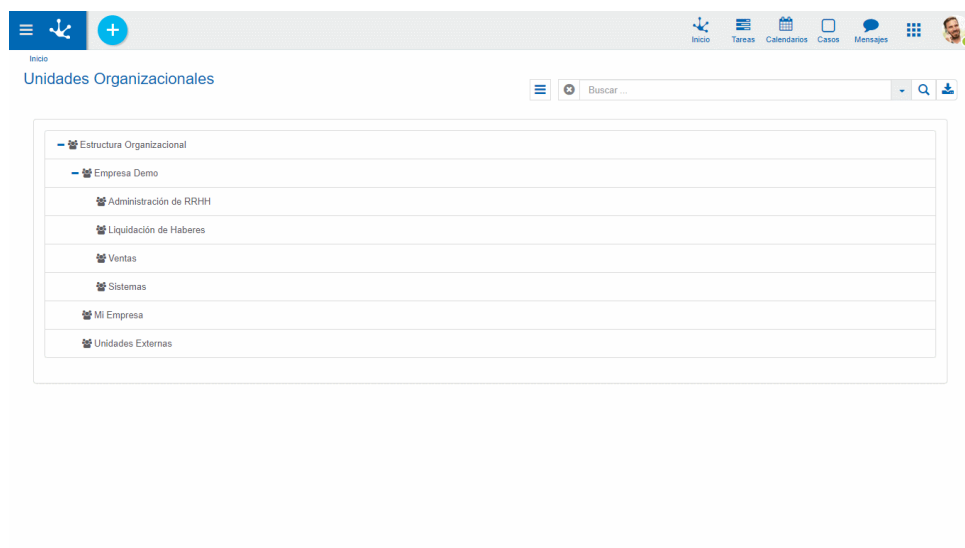 Inicio Tareas Calendarios Casos Mensajes
Inicio
Unidades Organizacionales
Buscar ...
Estructura Organizacional
Empresa Demo
Administración de RRHH
Liquidación de Haberes
Ventas
Sistemas
Mi Empresa
Unidades Externas